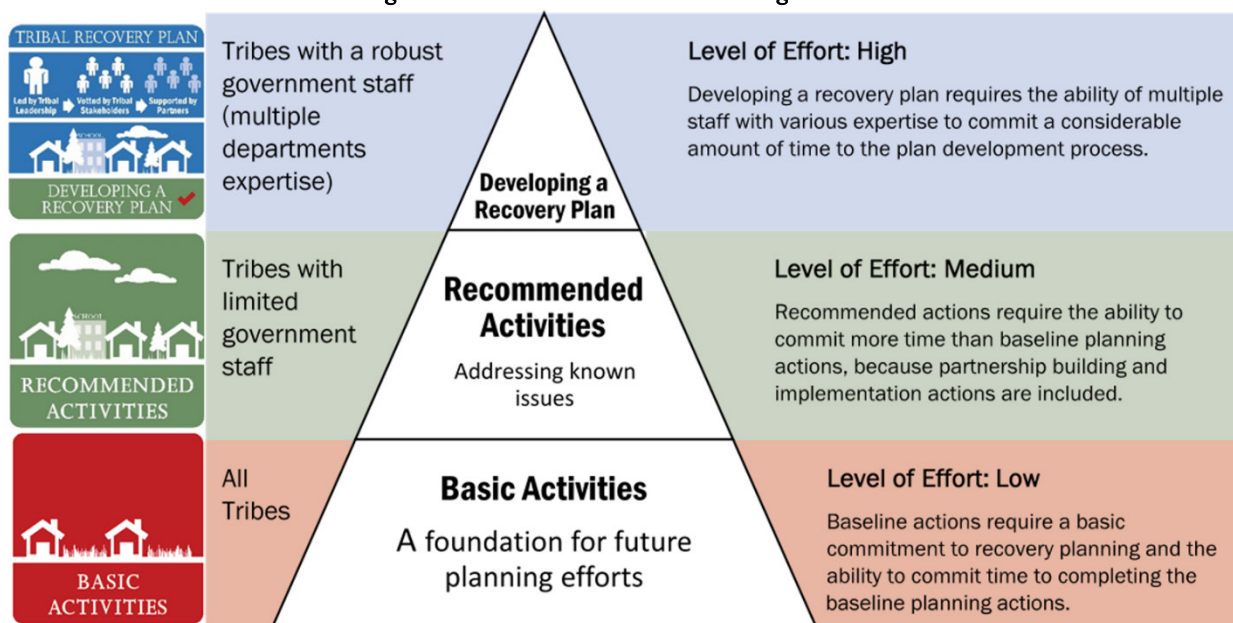 TRIBAL RECOVERY PLAN
Led by Tribal
Leadership
Vetted by Tribal
Stakeholders
Supported by
Partners
SCHOOL
DEVELOPING A
RECOVERY PLAN
Tribes with a robust
government staff
(multiple
departments
expertise)
Developing a
Recovery Plan
Level of Effort: High
Developing a recovery plan requires the ability of multiple
staff with various expertise to commit a considerable
amount of time to the plan development process.
SCHOOL
RECOMMENDED
ACTIVITIES
Tribes with
limited
government
staff
Recommended
Activities
Addressing known
issues
Level of Effort: Medium
Recommended actions require the ability to
commit more time than baseline planning
actions, because partnership building and
implementation actions are included.
BASIC
ACTIVITIES
All
Tribes
Basic Activities
A foundation for future
planning efforts
Level of Effort: Low
Baseline actions require a basic
commitment to recovery planning and the
ability to commit time to completing the
baseline planning actions.